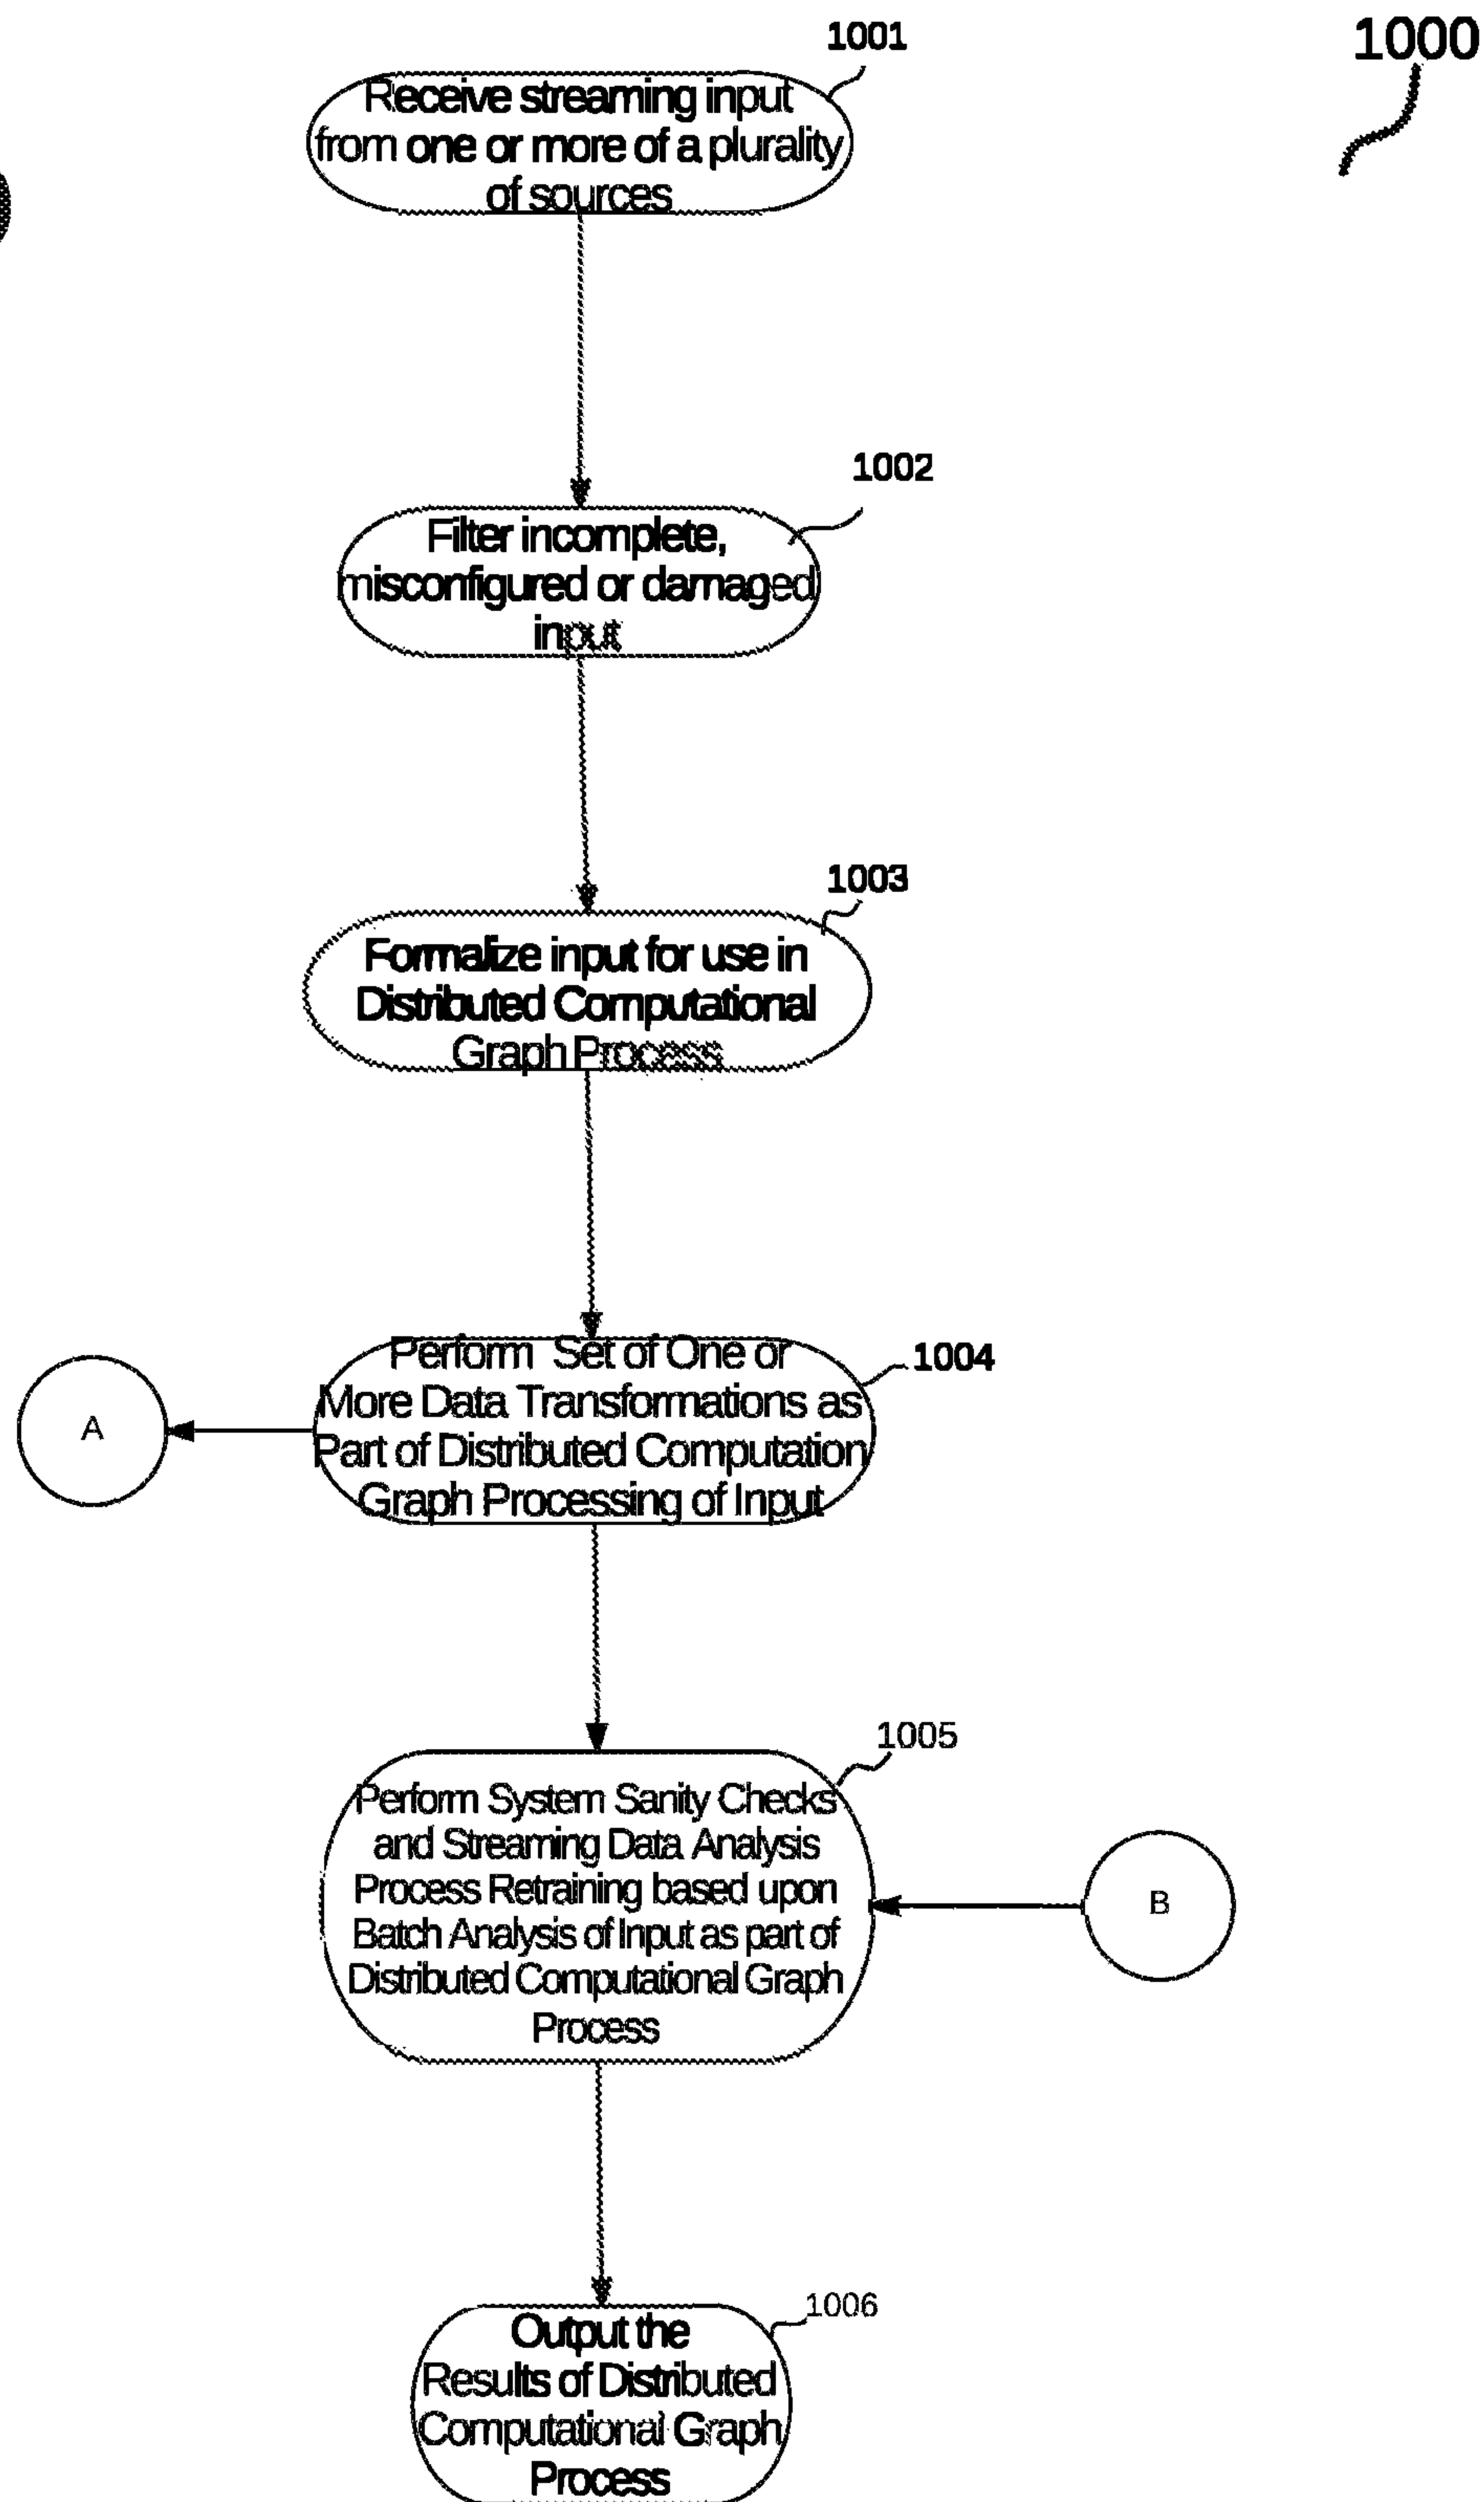 1000
1001
Receive streaming input
from one or more of a plurality
of sources
1002
Filter incomplete,
misconfigured or damaged
input
1003
Formalize input for use in
Distributed Computational
Graph Process
1004
Perform Set of One or
More Data Transformations as
Part of Distributed Computation
Graph Processing of Input
A
1005
Perform System Sanity Checks
and Streaming Data Analysis
Process Retraining based upon
Batch Analysis of Input as part of
Distributed Computational Graph
Process
B
1006
Output the
Results of Distributed
Computational Graph
Process